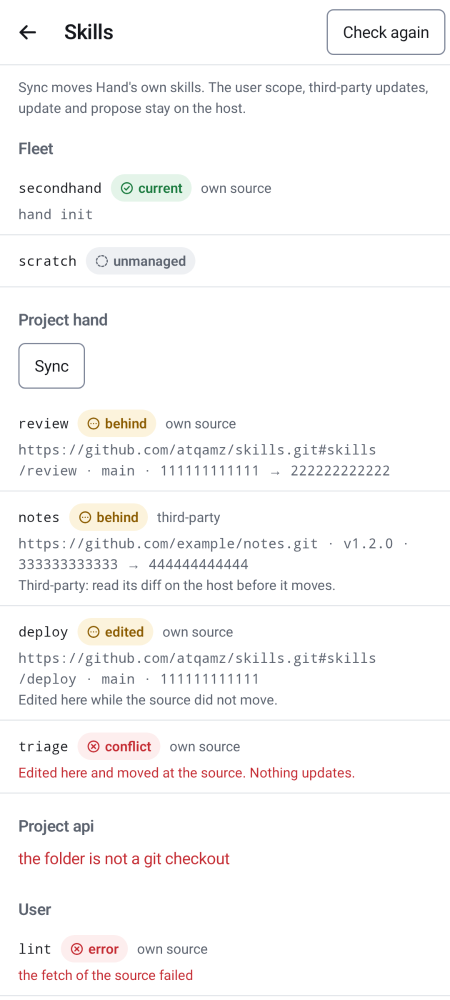 Skills
Check again
Sync moves Hand's own skills. The user scope, third-party updates,
update and propose stay on the host.
Fleet
secondhand current own source
hand init
scratch unmanaged
Project hand
Sync
review behind own source
https://github.com/atqamz/skills.git#skills
/review · main · 111111111111 → 222222222222
notes behind third-party
https://github.com/example/notes.git · v1.2.0 ·
333333333333 → 444444444444
Third-party: read its diff on the host before it moves.
deploy edited own source
https://github.com/atqamz/skills.git#skills
/deploy · main · 111111111111
Edited here while the source did not move.
triage conflict own source
Edited here and moved at the source. Nothing updates.
Project api
the folder is not a git checkout
User
lint error own source
the fetch of the source failed